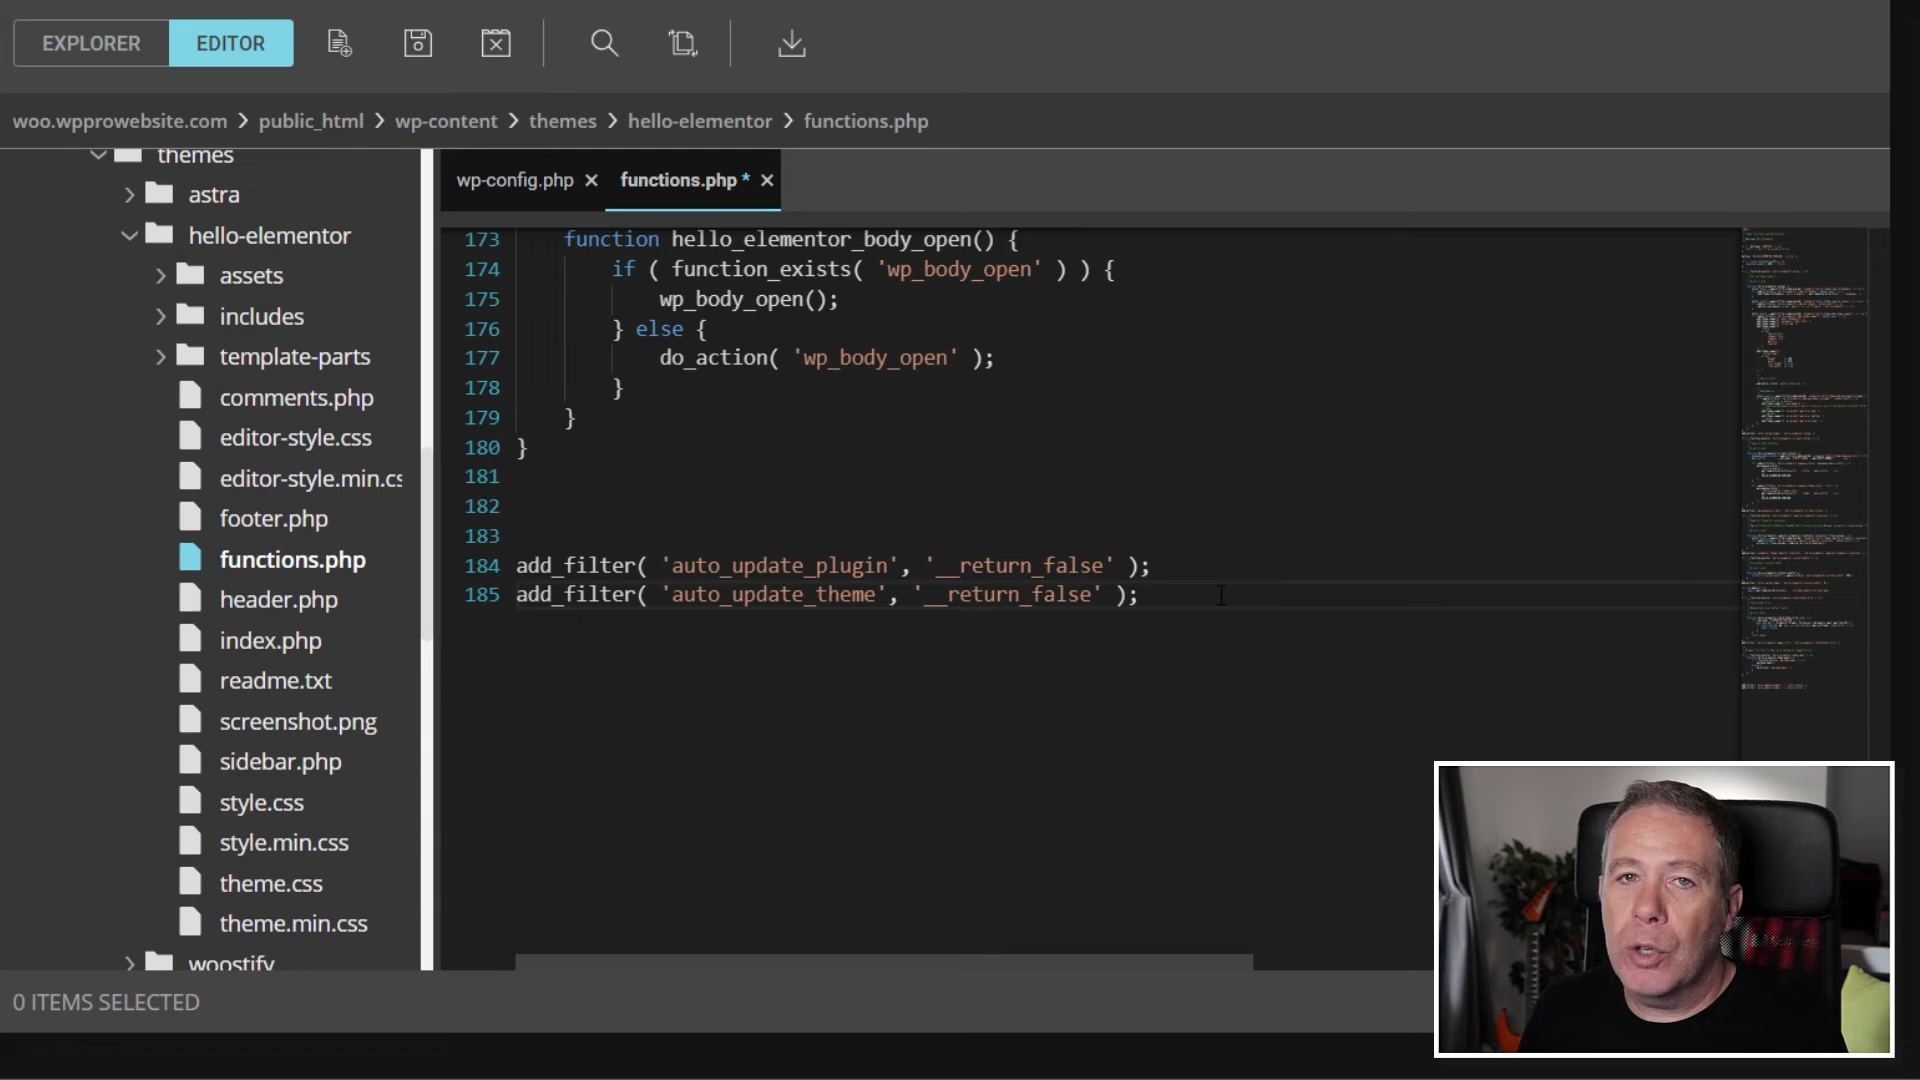 EXPLORER
EDITOR
woo.wpprowebsite.com > public_html > wp-content > themes > hello-elementor > functions.php
themes
astra
hello-elementor
assets
includes
template-parts
comments.php
editor-style.css
editor-style.min.cs
footer.php
functions.php
header.php
index.php
readme.txt
screenshot.png
sidebar.php
style.css
style.min.css
theme.css
theme.min.css
woostify
0 ITEMS SELECTED
wp-config.php ×
functions.php * ×
173 function hello_elementor_body_open() {
174 if ( function_exists( 'wp_body_open' ) ) {
175 wp_body_open();
176 } else {
177 do_action( 'wp_body_open' );
178 }
179 }
180 }
181
182
183
184 add_filter( 'auto_update_plugin', '__return_false' );
185 add_filter( 'auto_update_theme', '__return_false' );